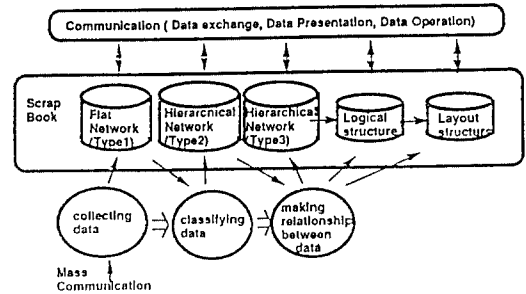 Communication ( Data exchange, Data Presentation, Data Operation)
Scrap
Book
Flat
Network
(Type1)
Hierarchical
Network
(Type2)
Hierarchical
Network
(Type3)
Logical
structure
Layout
structure
collecting
data
classifying
data
making
relationship
between
data
Mass
Communication